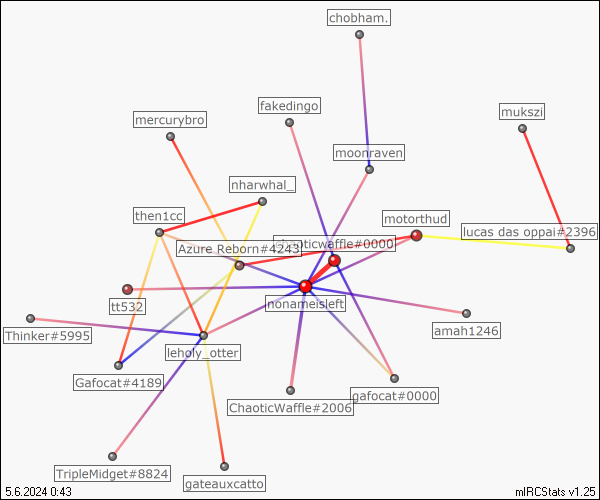 chobham.
fakedingo
mukszi
mercurybro
moonraven
nharwhal_
then1cc
motorthud
lucas das oppai#2396
chaoticwaffle#0000
Azure Reborn#4243
nonameisleft
tt532
amah1246
Thinker#5995
leholy_otter
Gafocat#4189
gafocat#0000
ChaoticWaffle#2006
TripleMidget#8824
gateauxcatto
5.6.2024 0:43
mIRCStats v1.25